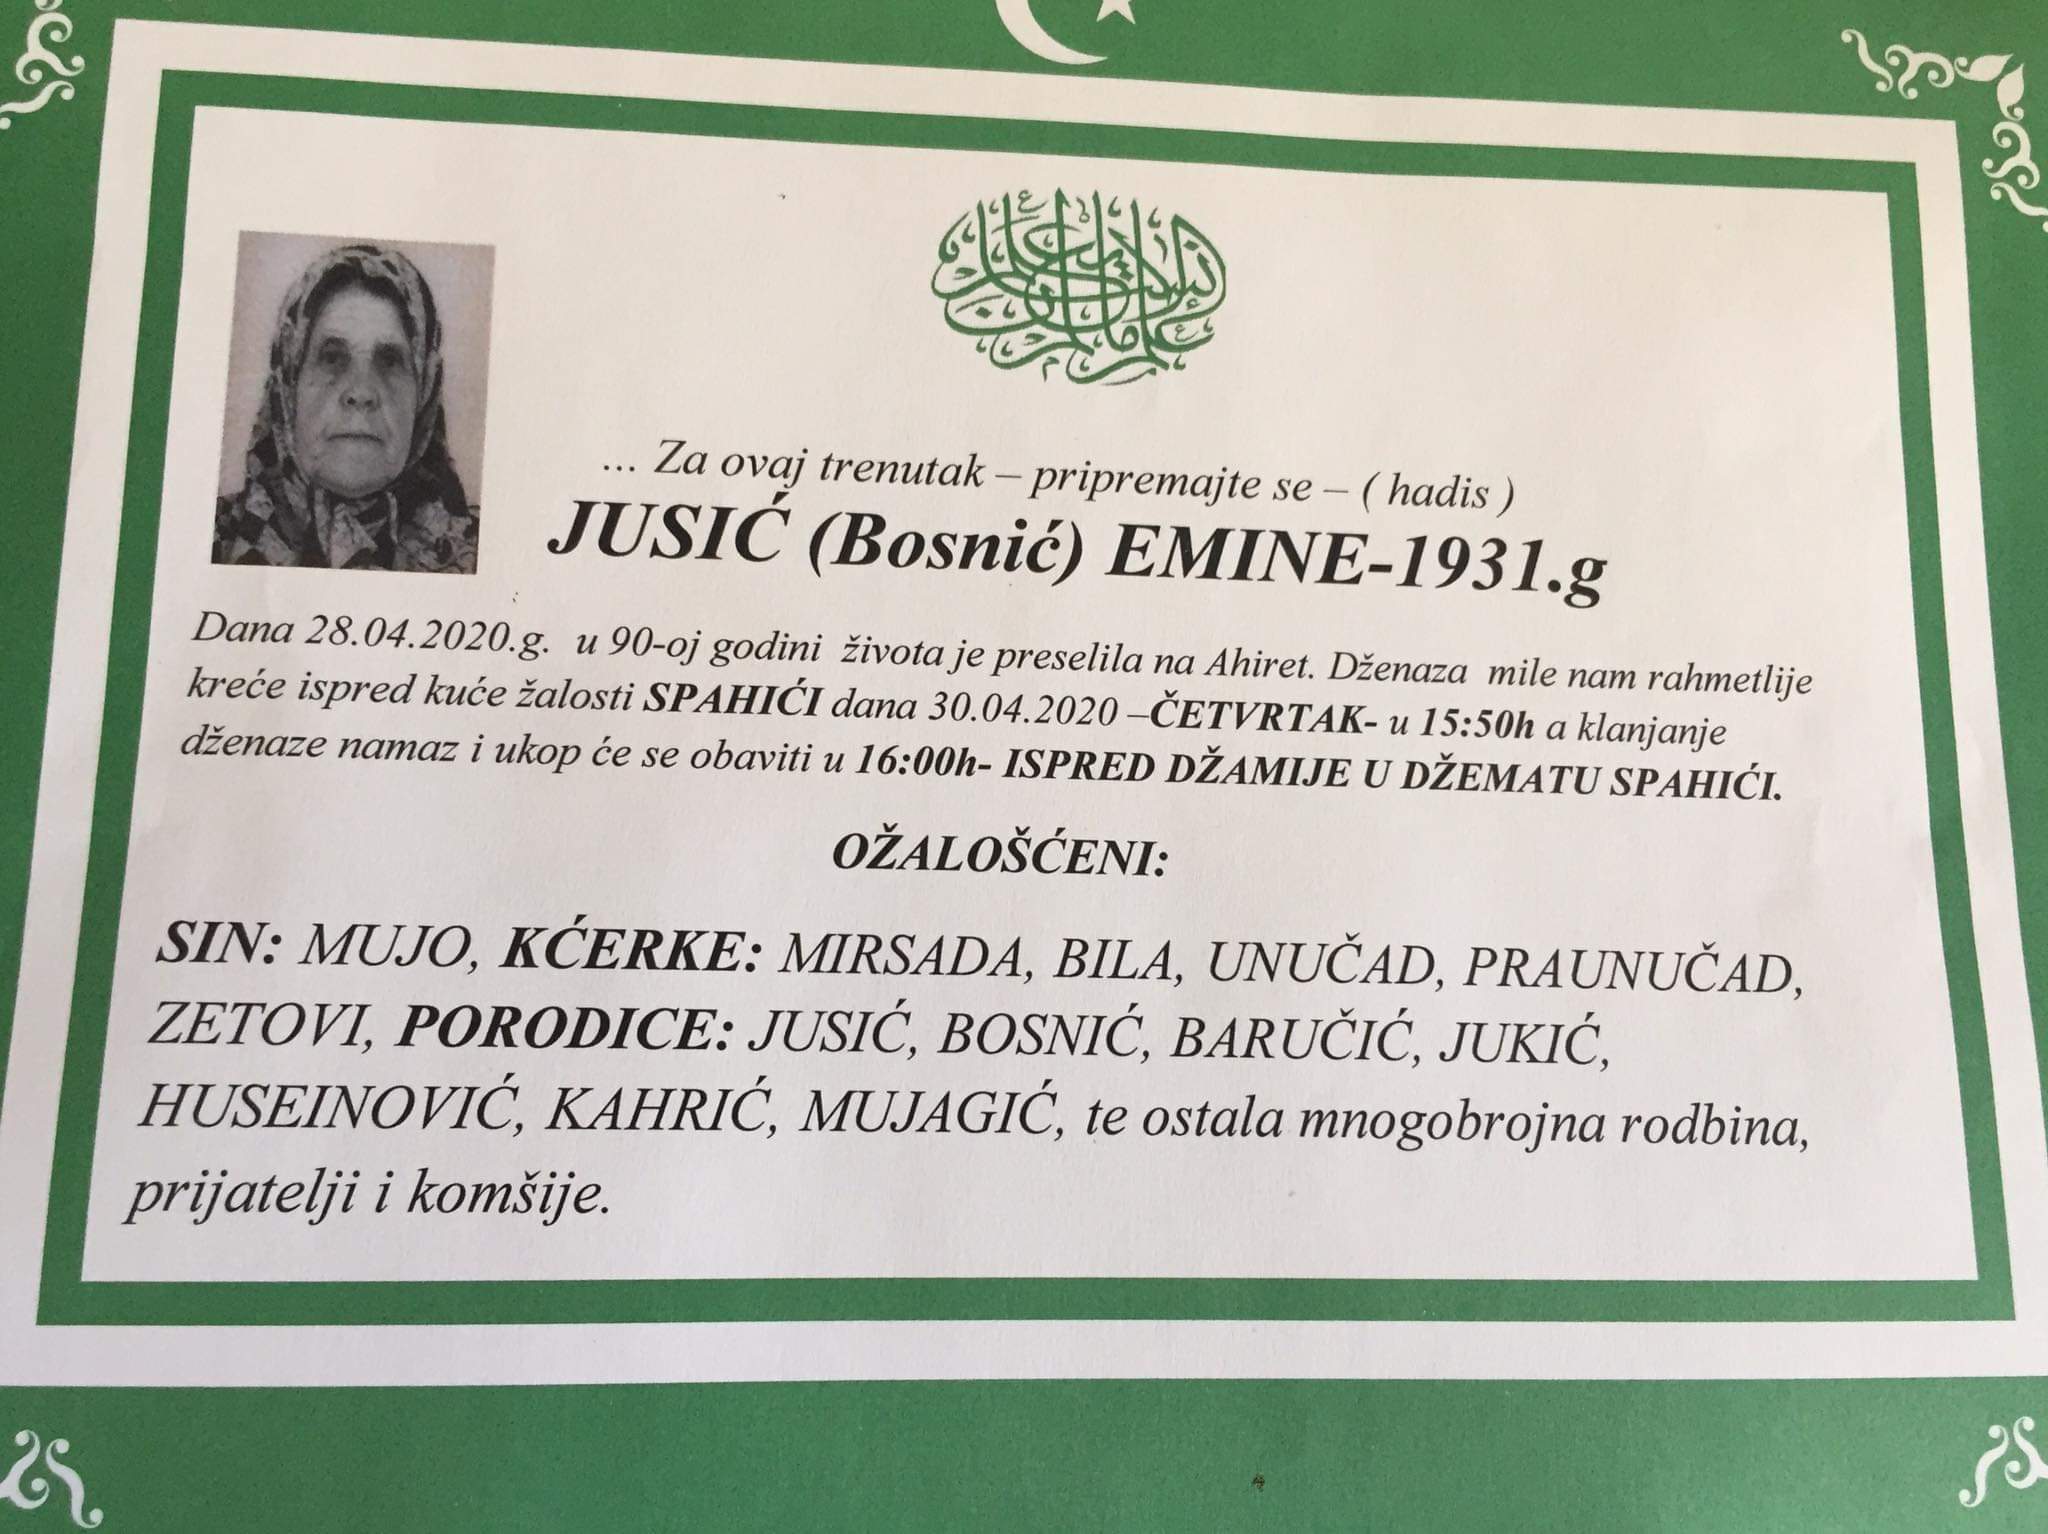 ... Za ovaj trenutak – pripremajte se – ( hadis )
JUSIĆ (Bosnić) EMINE-1931.g
Dana 28.04.2020.g. u 90-oj godini života je preselila na Ahiret. Dženaza mile nam rahmetlije
kreće ispred kuće žalosti SPAHIĆI dana 30.04.2020 –ČETVRTAK- u 15:50h a klanjanje
dženaze namaz i ukop će se obaviti u 16:00h- ISPRED DŽAMIJE U DŽEMATU SPAHIĆI.
OŽALOŠĆENI:
SIN: MUJO, KĆERKE: MIRSADA, BILA, UNUČAD, PRAUNUČAD,
ZETOVI, PORODICE: JUSIĆ, BOSNIĆ, BARUČIĆ, JUKIĆ,
HUSEINOVIĆ, KAHRIĆ, MUJAGIĆ, te ostala mnogobrojna rodbina,
prijatelji i komšije.